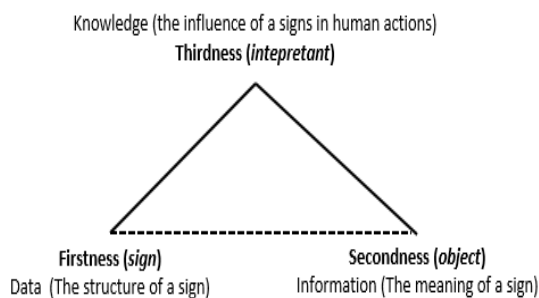 Knowledge (the influence of a signs in human actions)
Thirdness (intepretant)
Firstness (sign)
Data (The structure of a sign)
Secondness (object)
Information (The meaning of a sign)